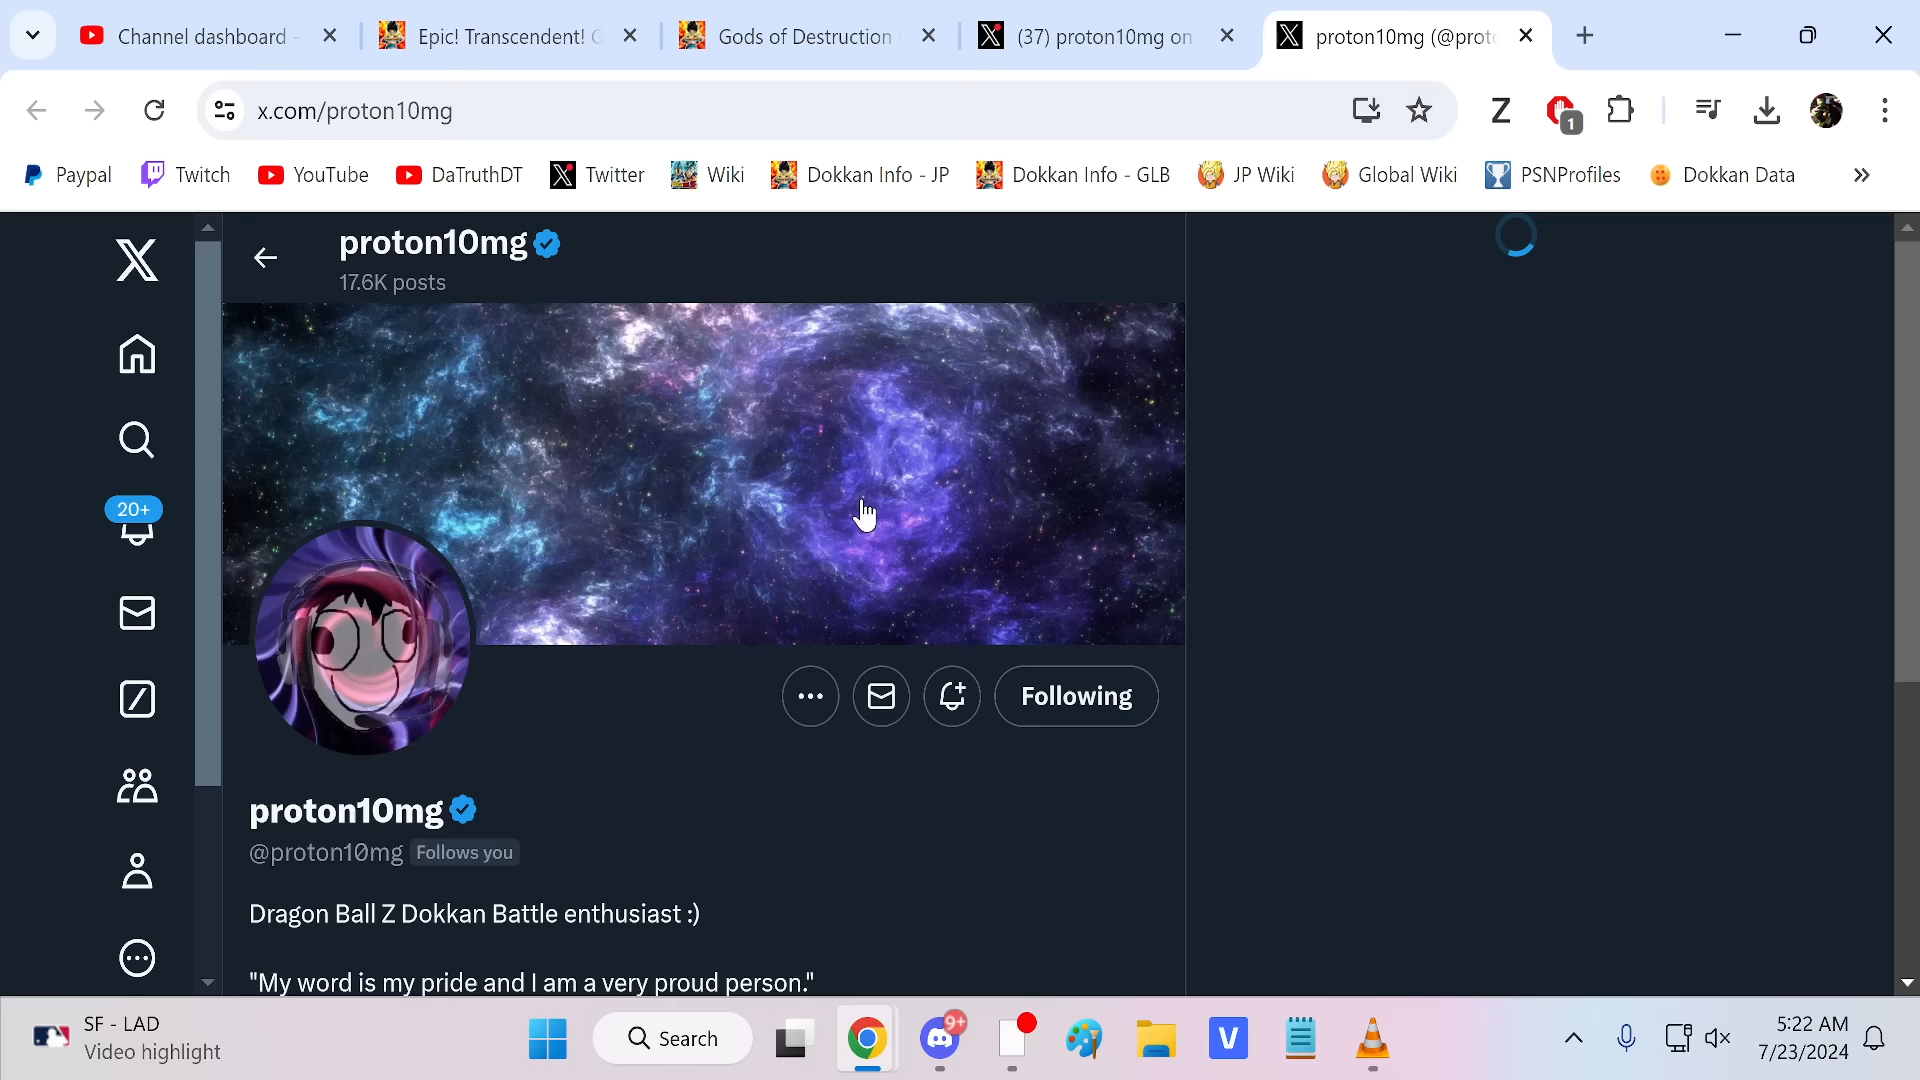 Channel dashboard -
Epic! Transcendent! G
Gods of Destruction
(37) proton10mg on
proton10mg (@proto
x.com/proton10mg
1
Paypal
Twitch
YouTube
DaTruthDT
Twitter
Wiki
Dokkan Info - JP
Dokkan Info - GLB
JP Wiki
Global Wiki
PSNProfiles
Dokkan Data
»
proton10mg
17.6K posts
20+
Following
proton10mg
@proton10mg Follows you
Dragon Ball Z Dokkan Battle enthusiast :)
"My word is my pride and I am a very proud person."
SF - LAD
Video highlight
Search
9+
V
5:22 AM
7/23/2024